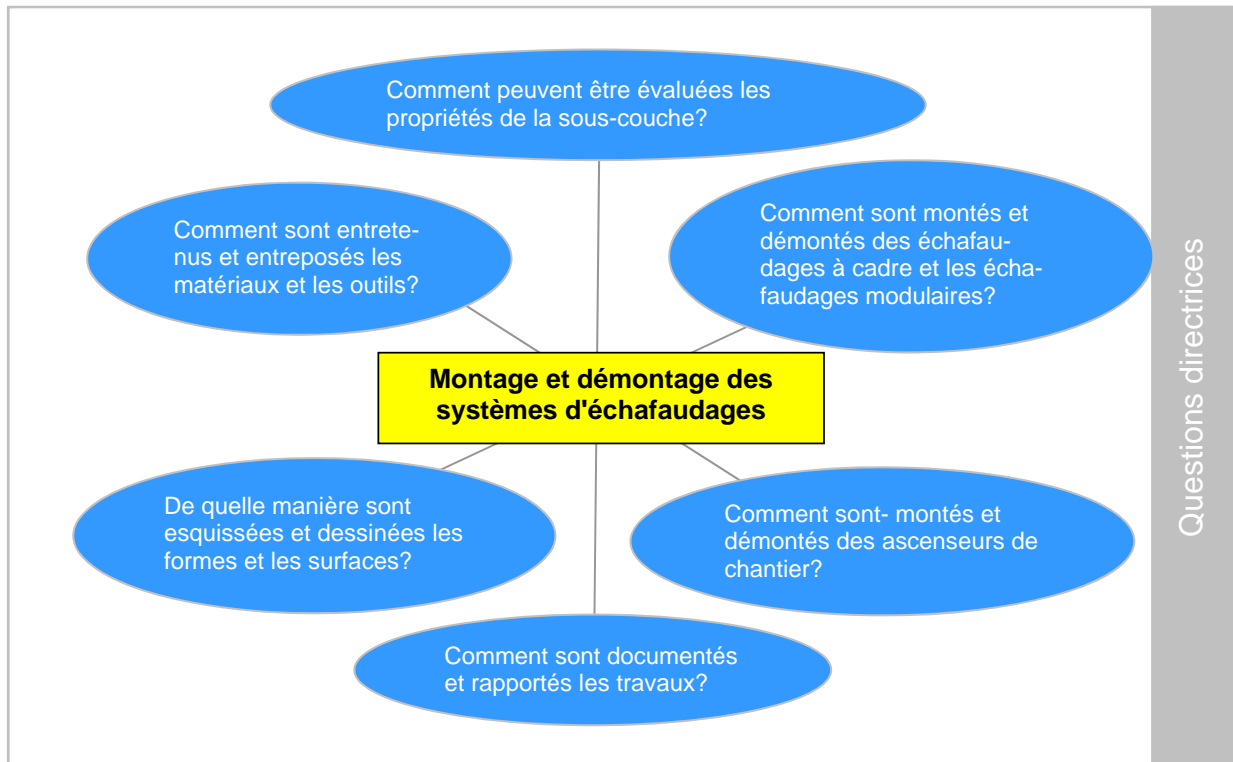 Comment peuvent être évaluées les
propriétés de la sous-couche?
Comment sont entrete-
nus et entreposés les
matériaux et les outils?
Comment sont montés et
démontés des échafau-
dages à cadre et les écha-
faudages modulaires?
Montage et démontage des
systèmes d'échafaudages
De quelle manière sont
esquissées et dessinées les
formes et les surfaces?
Comment sont- montés et
démontés des ascenseurs de
chantier?
Comment sont documentés
et rapportés les travaux?
Questions directrices